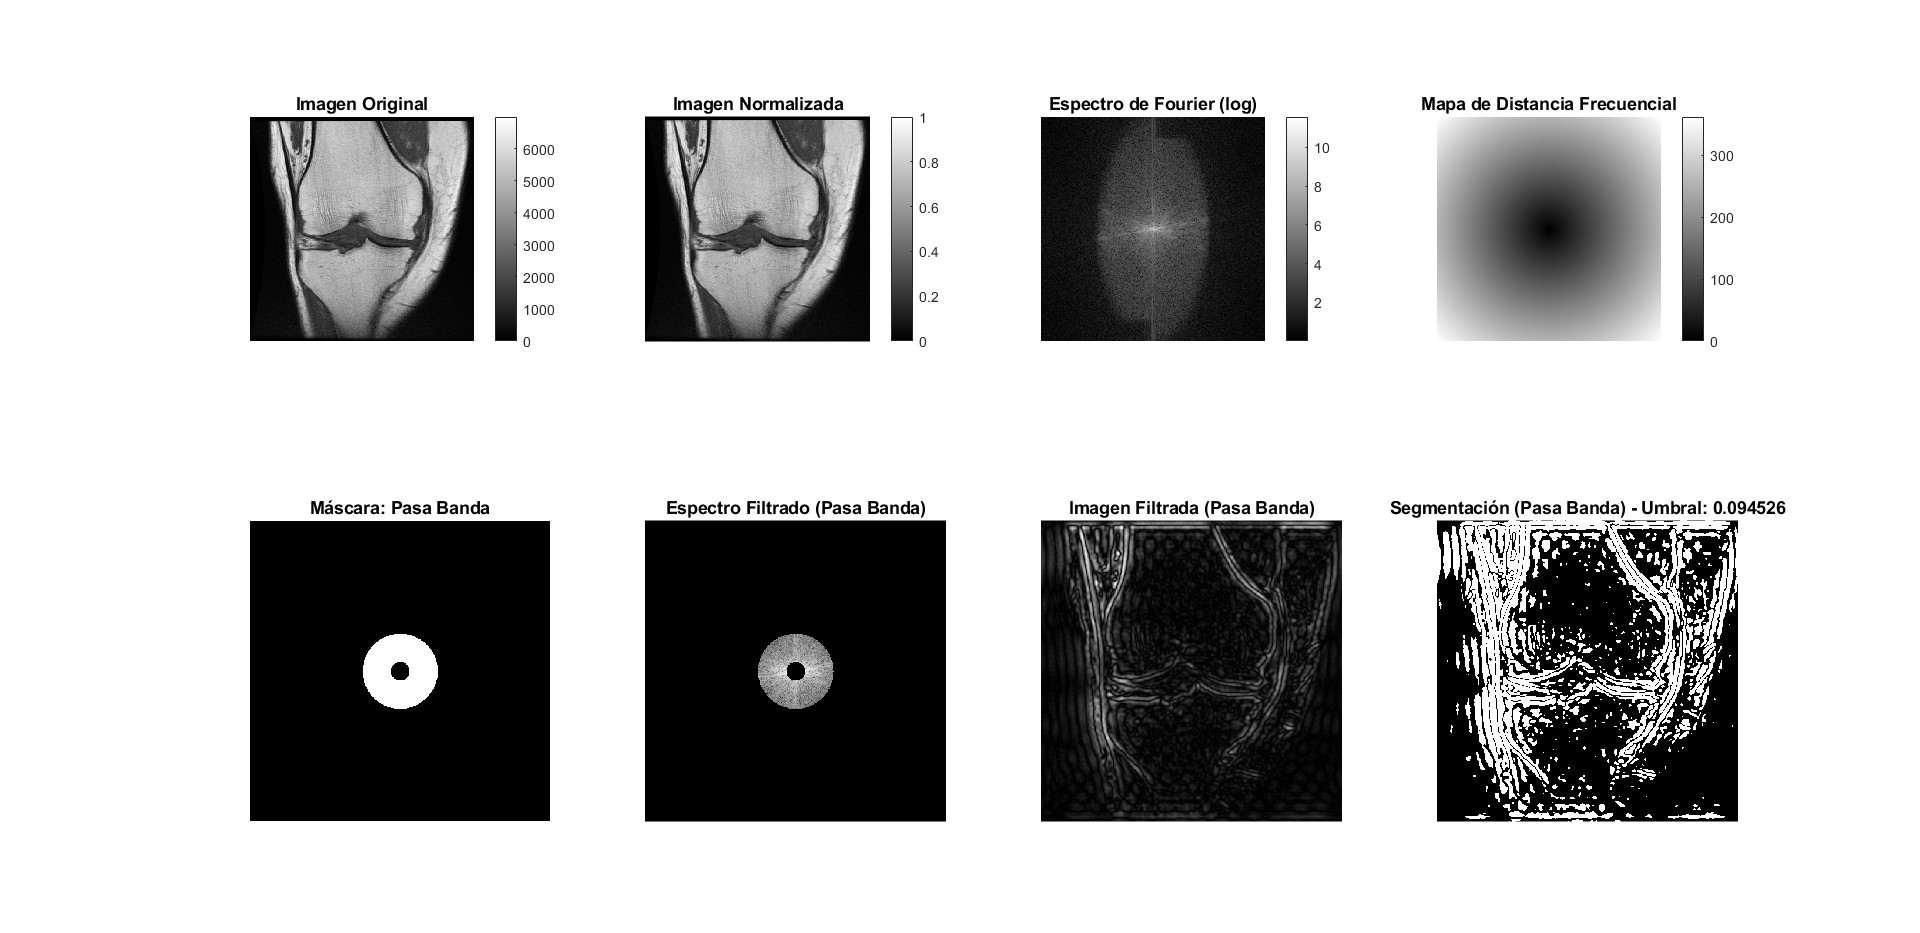 Imagen Original
6000
5000
4000
3000
2000
1000
0
Imagen Normalizada
1
0.8
0.6
0.4
0.2
0
Espectro de Fourier (log)
10
8
6
4
2
Mapa de Distancia Frecuencial
300
200
100
0
Máscara: Pasa Banda
Espectro Filtrado (Pasa Banda)
Imagen Filtrada (Pasa Banda)
Segmentación (Pasa Banda) - Umbral: 0.094526